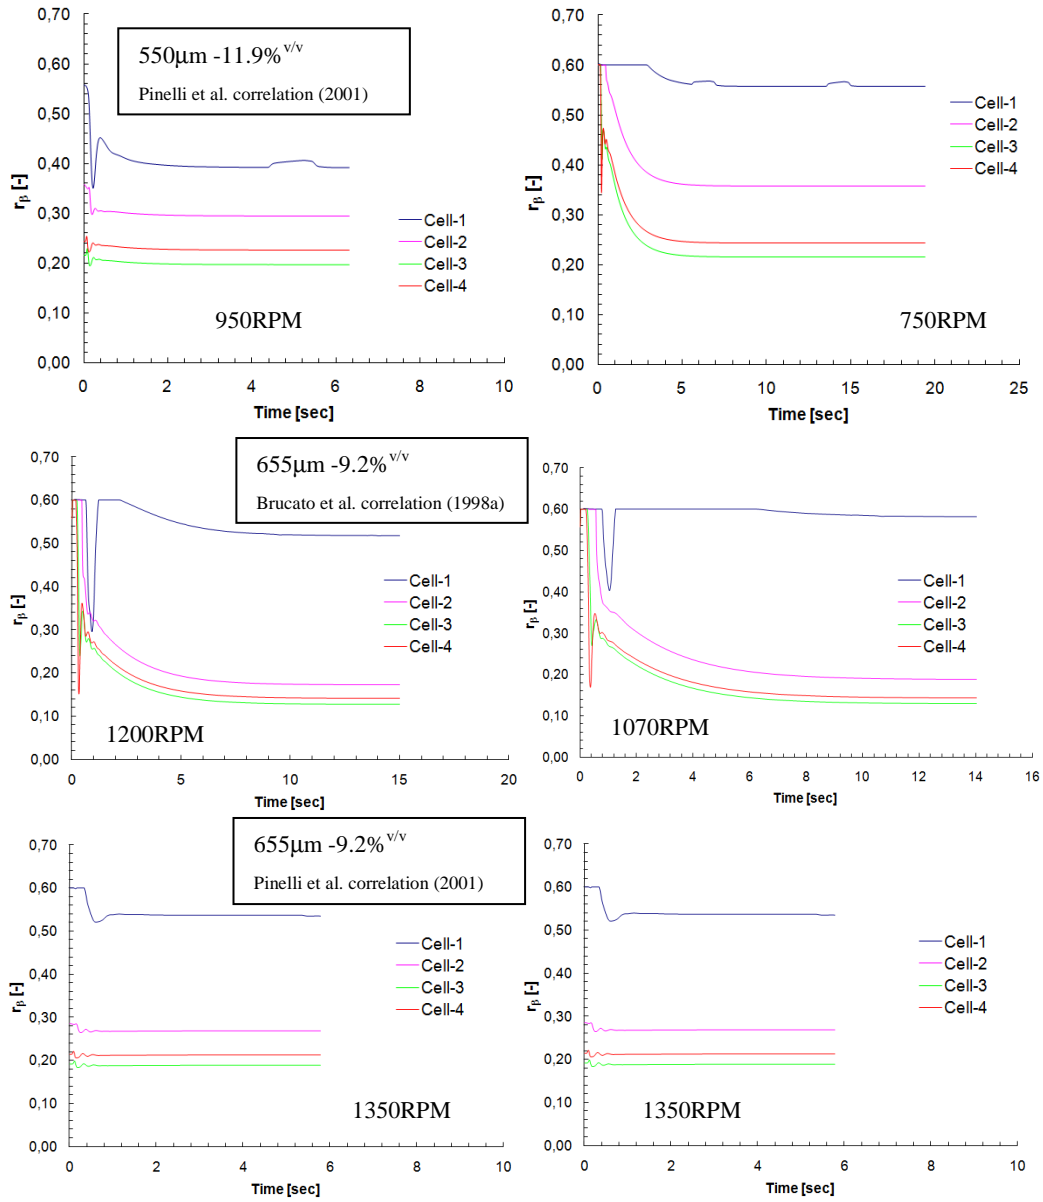 550μm -11.9% v/v
Pinelli et al. correlation (2001)
0,70
0,60
0,50
0,40
0,30
0,20
0,10
0,00
rβ [-]
Cell-1
Cell-2
Cell-3
Cell-4
950RPM
0 2 4 6 8 10
Time [sec]
0,70
0,60
0,50
0,40
0,30
0,20
0,10
0,00
rβ [-]
Cell-1
Cell-2
Cell-3
Cell-4
750RPM
0 5 10 15 20 25
Time [sec]
655μm -9.2% v/v
Brucato et al. correlation (1998a)
0,70
0,60
0,50
0,40
0,30
0,20
0,10
0,00
rβ [-]
Cell-1
Cell-2
Cell-3
Cell-4
1200RPM
0 5 10 15 20
Time [sec]
0,70
0,60
0,50
0,40
0,30
0,20
0,10
0,00
rβ [-]
Cell-1
Cell-2
Cell-3
Cell-4
1070RPM
0 2 4 6 8 10 12 14 16
Time [sec]
655μm -9.2% v/v
Pinelli et al. correlation (2001)
0,70
0,60
0,50
0,40
0,30
0,20
0,10
0,00
rβ [-]
Cell-1
Cell-2
Cell-3
Cell-4
1350RPM
0 2 4 6 8 10
Time [sec]
0,70
0,60
0,50
0,40
0,30
0,20
0,10
0,00
rβ [-]
Cell-1
Cell-2
Cell-3
Cell-4
1350RPM
0 2 4 6 8 10
Time [sec]